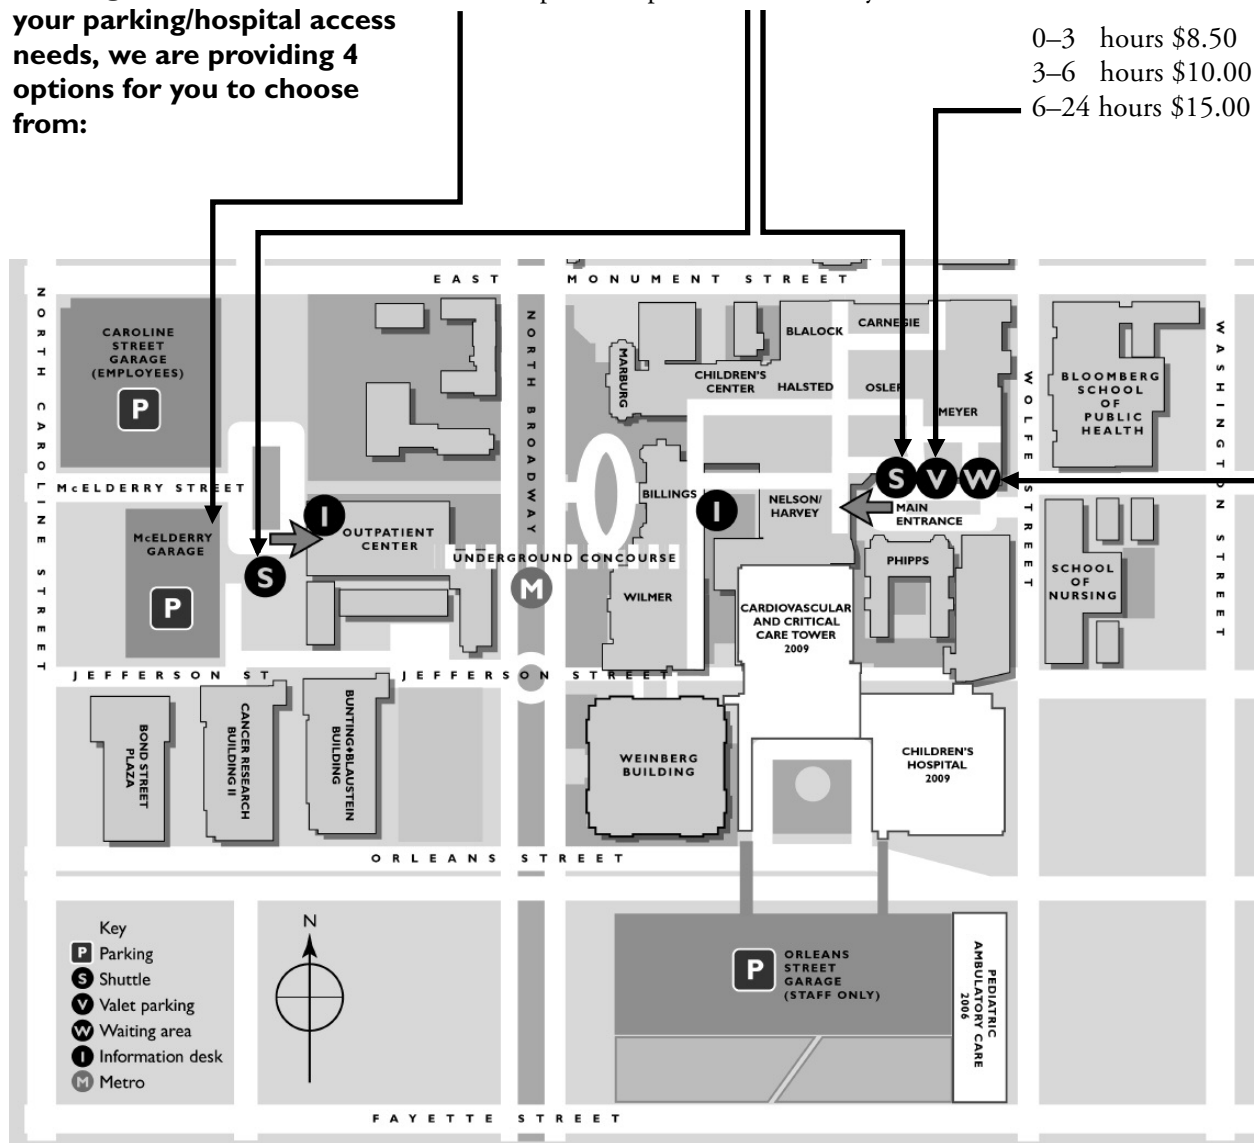 your parking/hospital access
needs, we are providing 4
options for you to choose
from:
0–3 hours $8.50
3–6 hours $10.00
6–24 hours $15.00
EAST MONUMENT STREET
NORTH CAROLINE STREET
CAROLINE
STREET
GARAGE
(EMPLOYEES)
P
NORTH BROADWAY
MARBURG
CHILDREN'S
CENTER
BLALOCK
HALSTED
CARNEGIE
OSLER
MEYER
WOLFE STREET
BLOOMBERG
SCHOOL
OF
PUBLIC
HEALTH
WASHINGTON STREET
McELDERRY STREET
McELDERRY
GARAGE
P
S
I
OUTPATIENT
CENTER
UNDERGROUND CONCOURSE
M
BILLINGS
I
NELSON/
HARVEY
S
V
W
MAIN
ENTRANCE
PHIPPS
SCHOOL
OF
NURSING
WILMER
CARDIOVASCULAR
AND CRITICAL
CARE TOWER
2009
JEFFERSON ST
JEFFERSON STREET
BOND STREET
PLAZA
CANCER RESEARCH
BUILDING II
BUNTING♦BLAUSTEIN
BUILDING
WEINBERG
BUILDING
CHILDREN'S
HOSPITAL
2009
ORLEANS STREET
Key
P Parking
S Shuttle
V Valet parking
W Waiting area
I Information desk
M Metro
N
P
ORLEANS
STREET
GARAGE
(STAFF ONLY)
PEDIATRIC
AMBULATORY CARE
2006
FAYETTE STREET